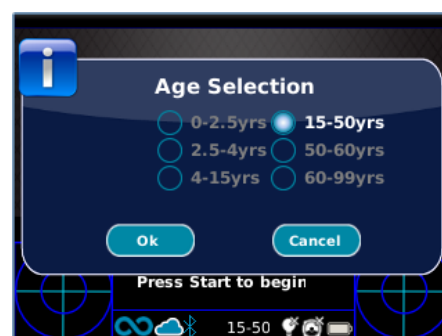 Age Selection
0-2.5yrs 15-50yrs
2.5-4yrs 50-60yrs
4-15yrs 60-99yrs
Ok Cancel
Press Start to begin
15-50